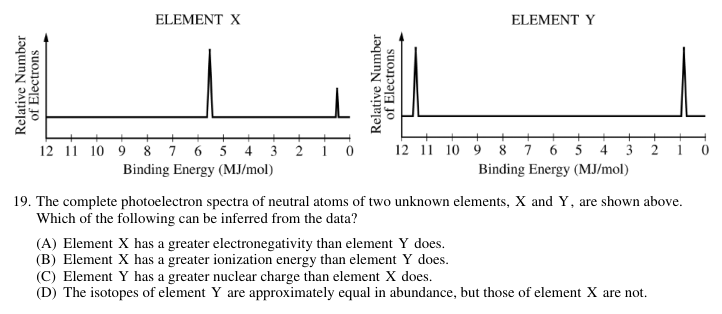 ELEMENT X
Relative Number
of Electrons
12 11 10 9 8 7 6 5 4 3 2 1 0
Binding Energy (MJ/mol)
ELEMENT Y
Relative Number
of Electrons
12 11 10 9 8 7 6 5 4 3 2 1 0
Binding Energy (MJ/mol)
19. The complete photoelectron spectra of neutral atoms of two unknown elements, X and Y, are shown above.
Which of the following can be inferred from the data?
(A) Element X has a greater electronegativity than element Y does.
(B) Element X has a greater ionization energy than element Y does.
(C) Element Y has a greater nuclear charge than element X does.
(D) The isotopes of element Y are approximately equal in abundance, but those of element X are not.